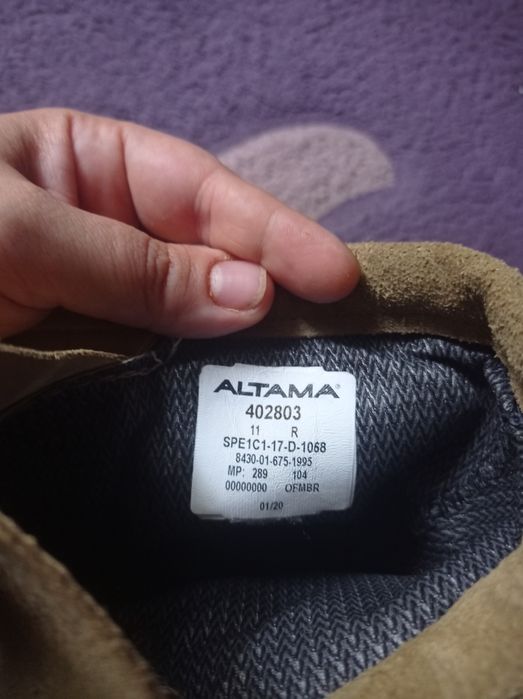 ALTAMA®
402803
11 R
SPE1C1-17-D-1068
8430-01-675-1995
MP: 289 104
00000000 OFMBR
01/20